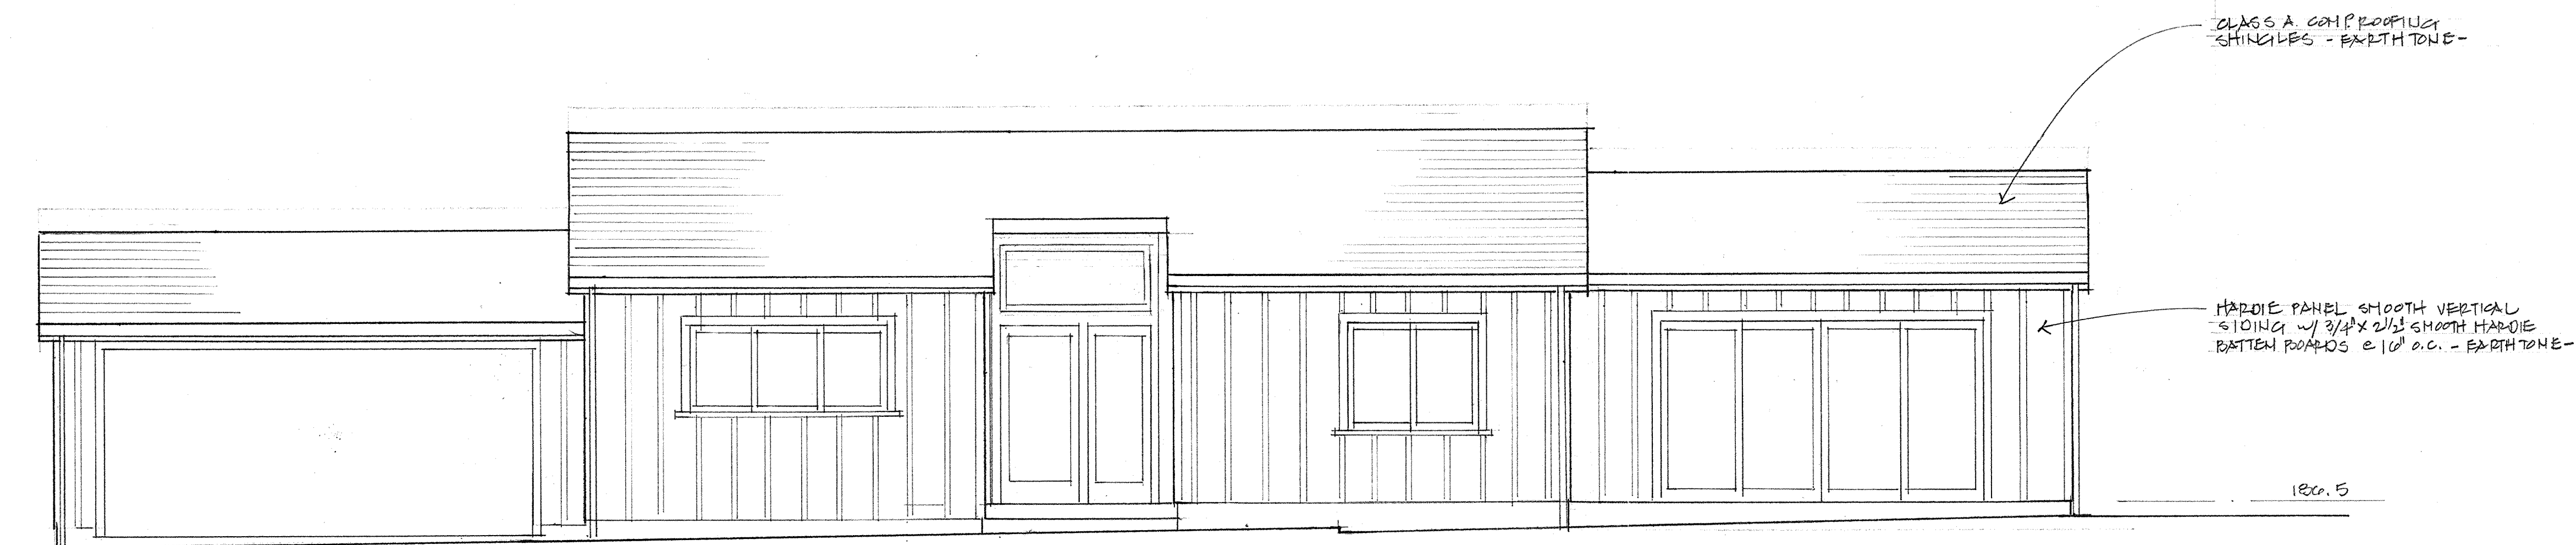 CLASS A. COMP. ROOFING
SHINGLES - EARTHTONE-
HARDIE PANEL SMOOTH VERTICAL
SIDING w/ 3/4" X 2 1/2" SMOOTH HARDIE
BATTEN BOARDS @ 16" O.C. - EARTHTONE-
186.5